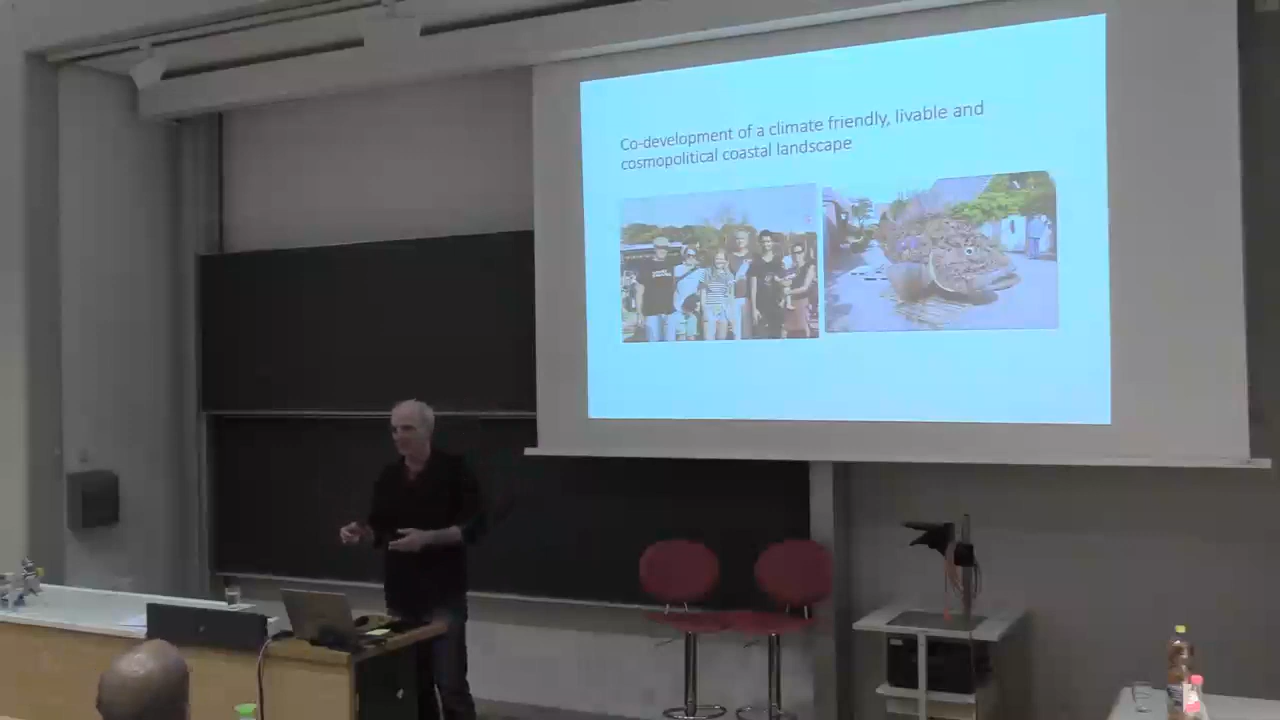 Co-development of a climate friendly, livable and
cosmopolitical coastal landscape